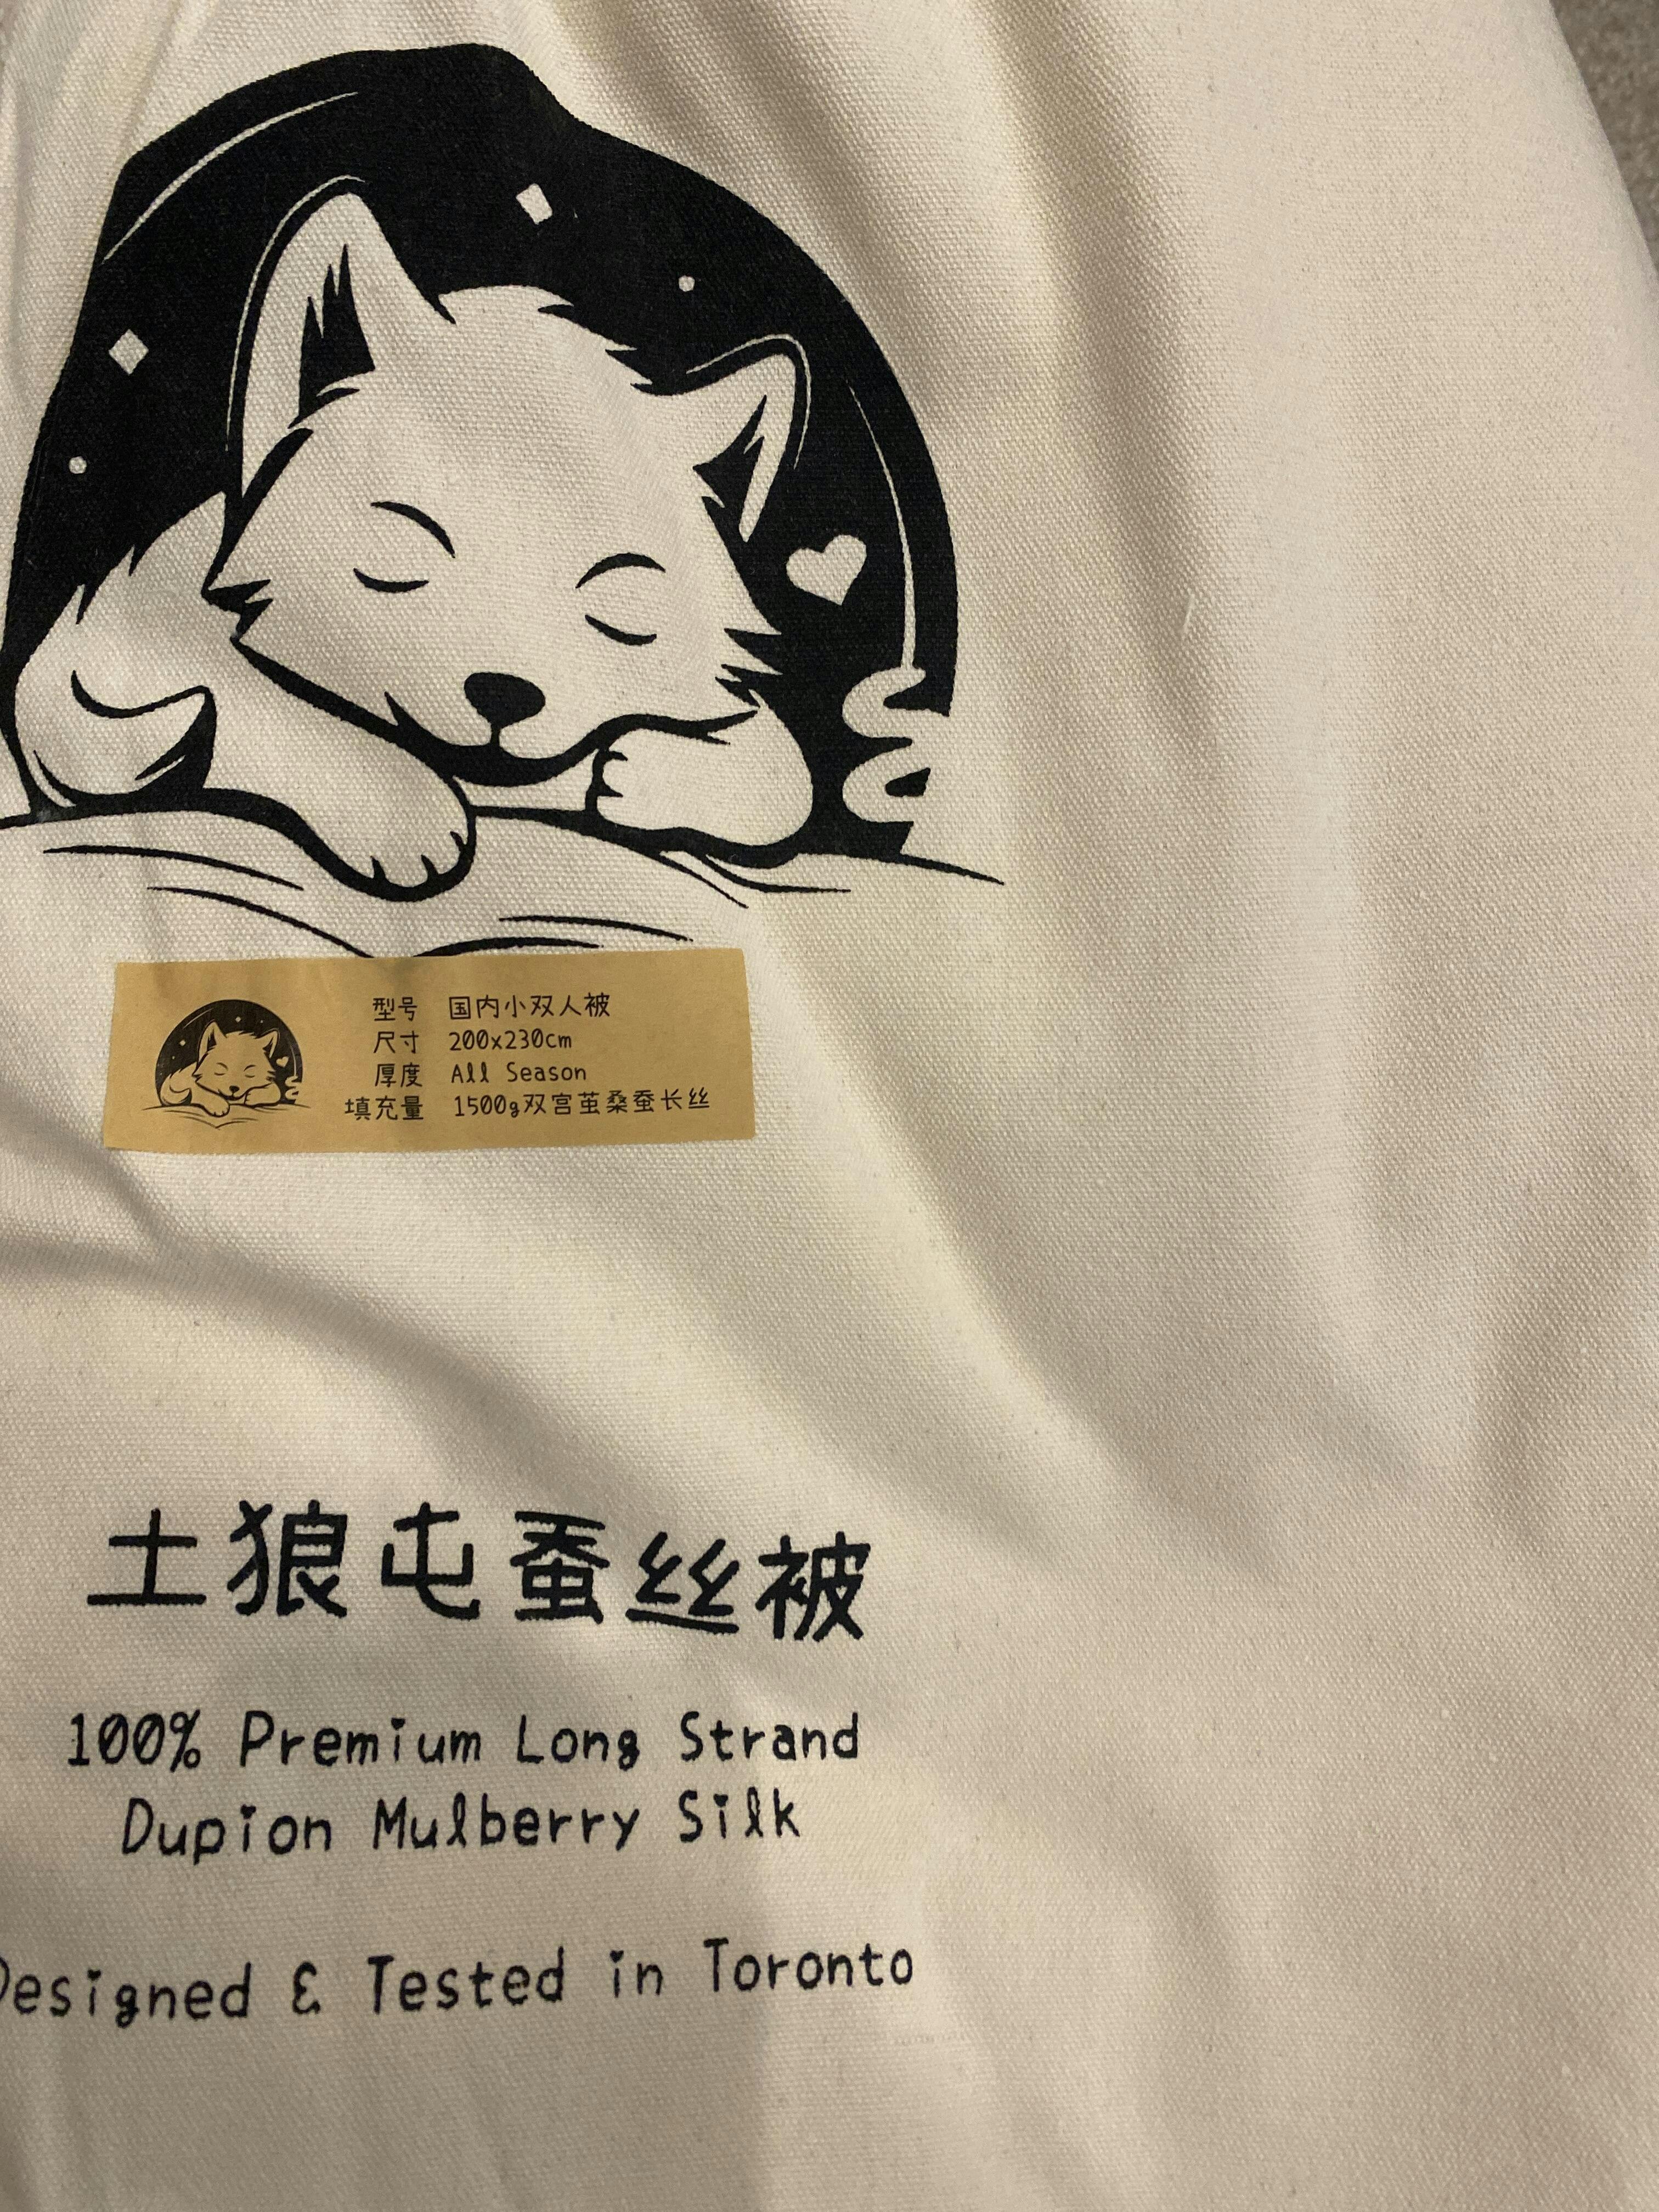 型号 国内小双人被
尺寸 200x230cm
厚度 All Season
填充量 1500g双宫茧桑蚕长丝
土狼屯蚕丝被
100% Premium Long Strand
Dupion Mulberry Silk
Designed & Tested in Toronto